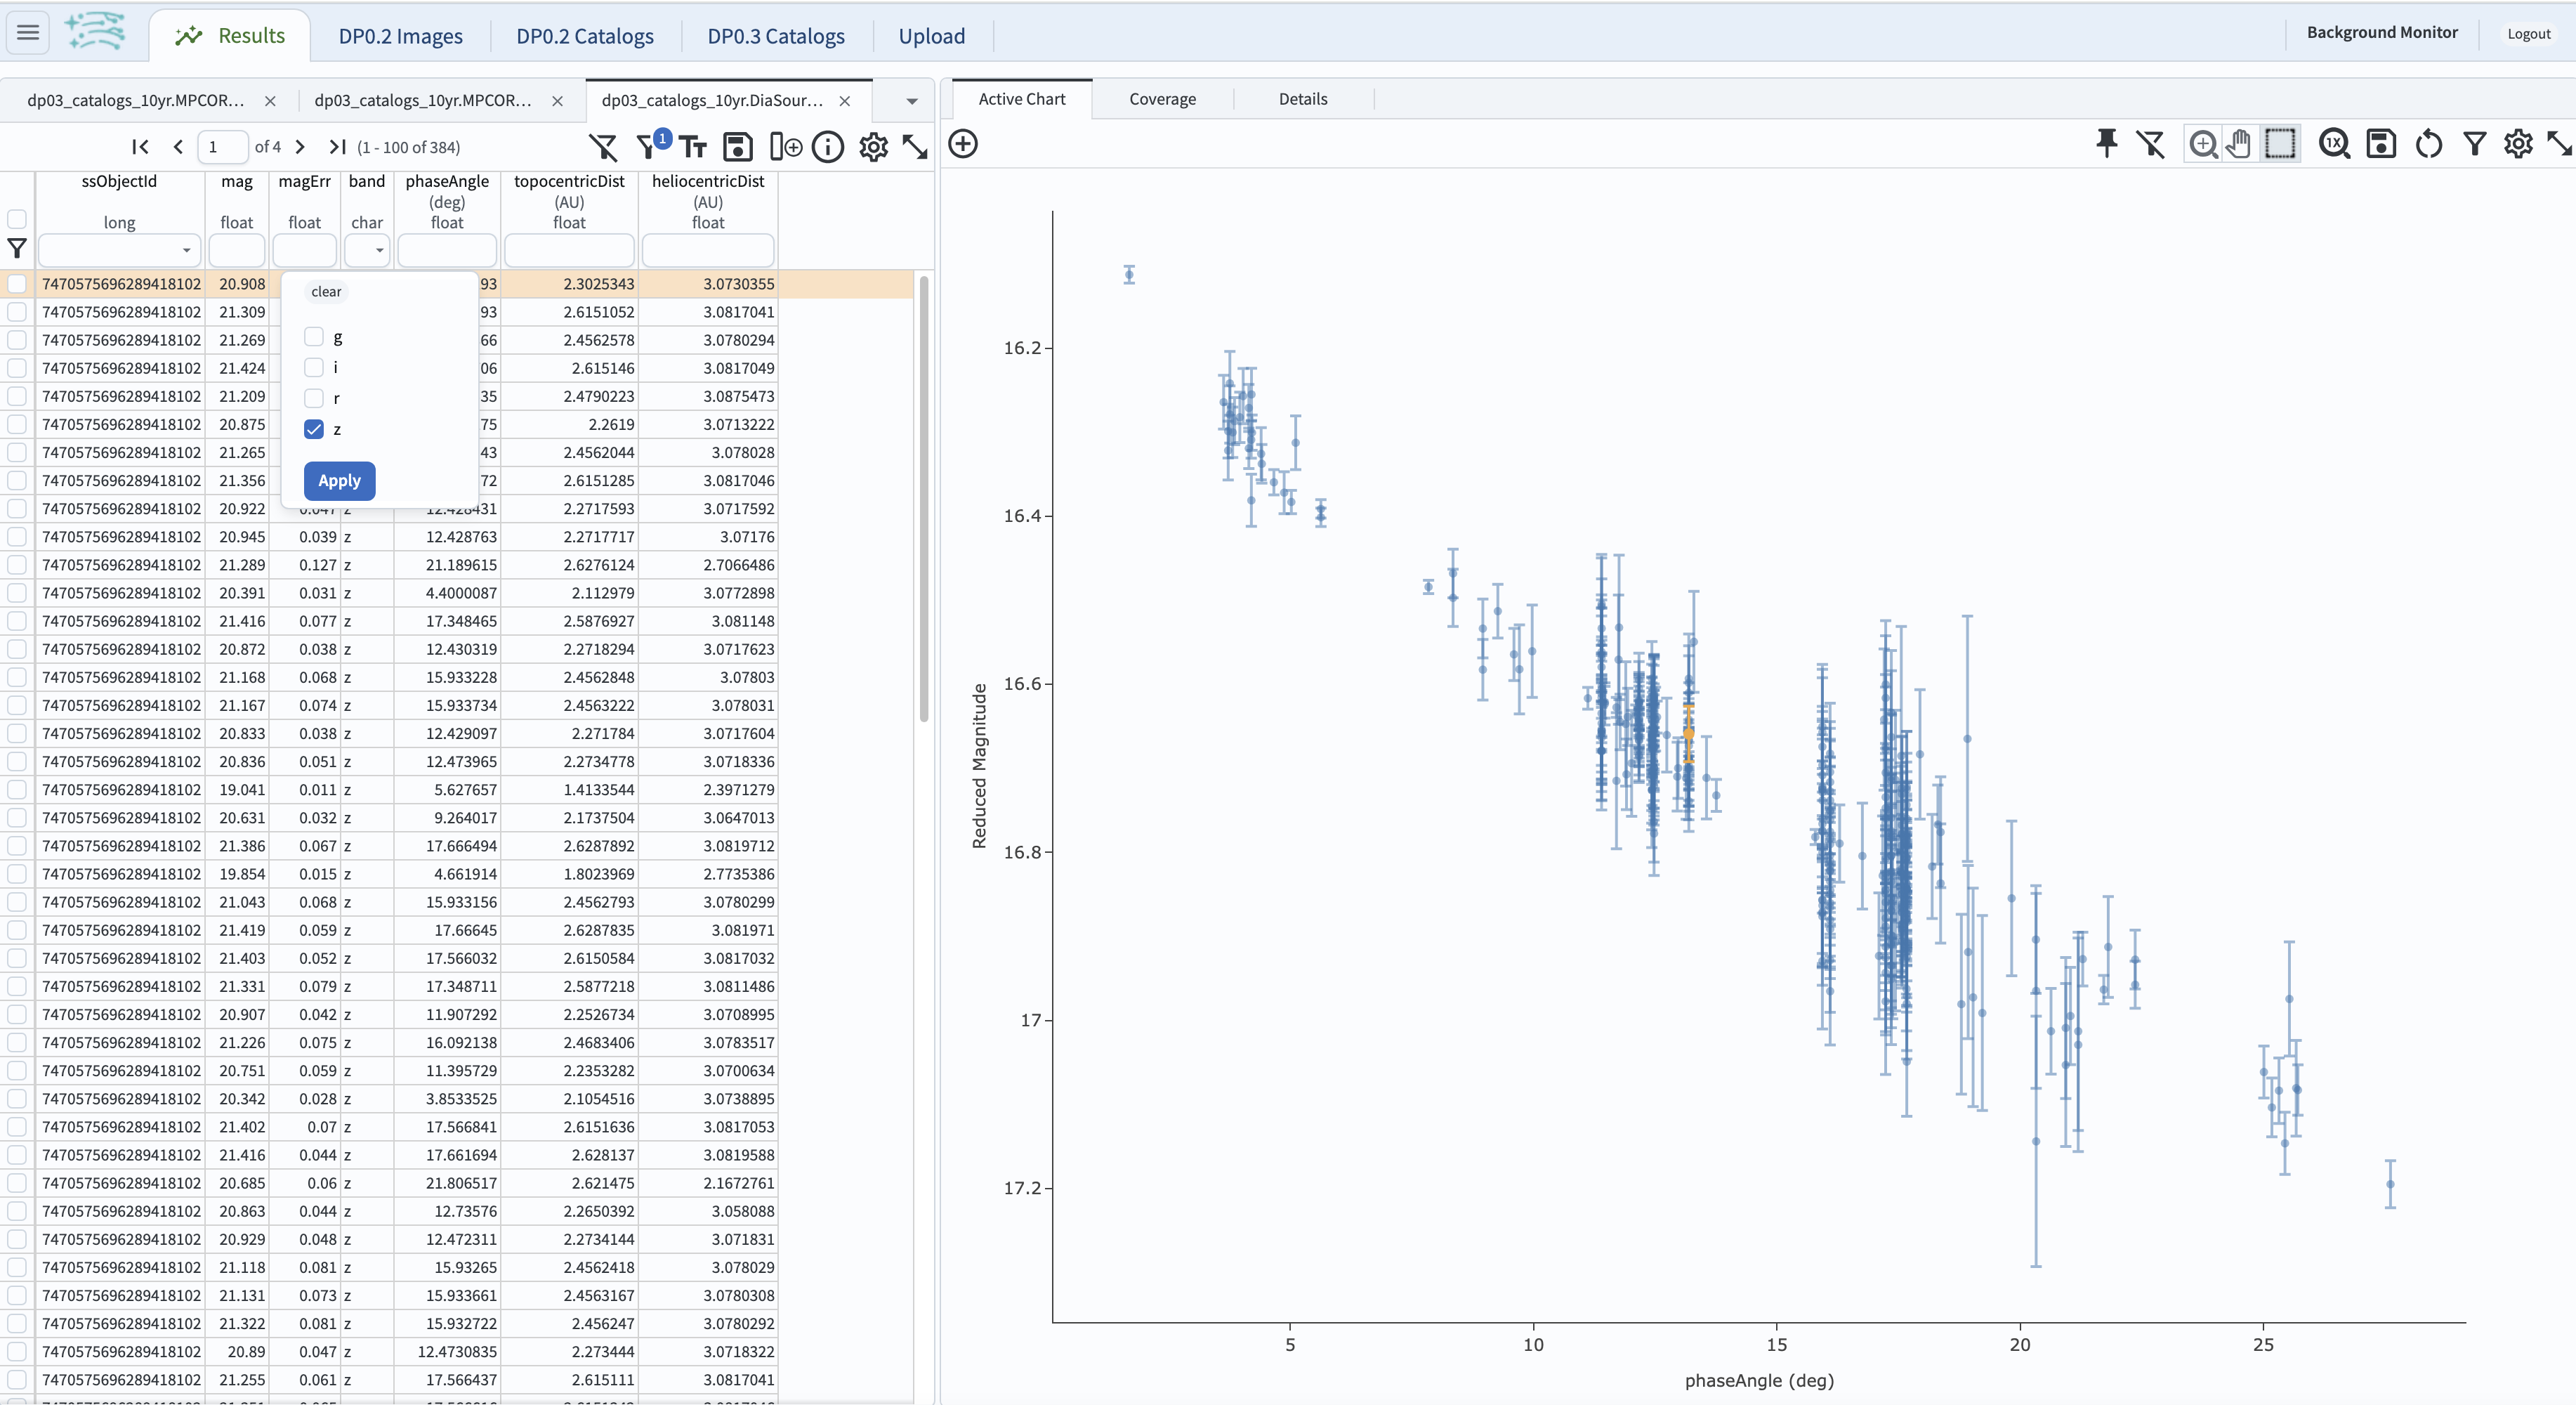 Results
DP0.2 Images
DP0.2 Catalogs
DP0.3 Catalogs
Upload
Background Monitor
Logout
dp03_catalogs_10yr.MPCOR...
dp03_catalogs_10yr.MPCOR...
dp03_catalogs_10yr.DiaSour...
1 of 4 (1 - 100 of 384)
1
ssObjectId mag magErr band phaseAngle topocentricDist heliocentricDist
(deg) (AU) (AU)
long float float char float float float
7470575696289418102 20.908 93 2.3025343 3.0730355
7470575696289418102 21.309 93 2.6151052 3.0817041
7470575696289418102 21.269 66 2.4562578 3.0780294
7470575696289418102 21.424 06 2.615146 3.0817049
7470575696289418102 21.209 35 2.4790223 3.0875473
7470575696289418102 20.875 75 2.2619 3.0713222
7470575696289418102 21.265 43 2.4562044 3.078028
7470575696289418102 21.356 72 2.6151285 3.0817046
7470575696289418102 20.922 0.047 z 12.428431 2.2717593 3.0717592
7470575696289418102 20.945 0.039 z 12.428763 2.2717717 3.07176
7470575696289418102 21.289 0.127 z 21.189615 2.6276124 2.7066486
7470575696289418102 20.391 0.031 z 4.4000087 2.112979 3.0772898
7470575696289418102 21.416 0.077 z 17.348465 2.5876927 3.081148
7470575696289418102 20.872 0.038 z 12.430319 2.2718294 3.0717623
7470575696289418102 21.168 0.068 z 15.933228 2.4562848 3.07803
7470575696289418102 21.167 0.074 z 15.933734 2.4563222 3.078031
7470575696289418102 20.833 0.038 z 12.429097 2.271784 3.0717604
7470575696289418102 20.836 0.051 z 12.473965 2.2734778 3.0718336
7470575696289418102 19.041 0.011 z 5.627657 1.4133544 2.3971279
7470575696289418102 20.631 0.032 z 9.264017 2.1737504 3.0647013
7470575696289418102 21.386 0.067 z 17.666494 2.6287892 3.0819712
7470575696289418102 19.854 0.015 z 4.661914 1.8023969 2.7735386
7470575696289418102 21.043 0.068 z 15.933156 2.4562793 3.0780299
7470575696289418102 21.419 0.059 z 17.66645 2.6287835 3.081971
7470575696289418102 21.403 0.052 z 17.566032 2.6150584 3.0817032
7470575696289418102 21.331 0.079 z 17.348711 2.5877218 3.0811486
7470575696289418102 20.907 0.042 z 11.907292 2.2526734 3.0708995
7470575696289418102 21.226 0.075 z 16.092138 2.4683406 3.0783517
7470575696289418102 20.751 0.059 z 11.395729 2.2353282 3.0700634
7470575696289418102 20.342 0.028 z 3.8533525 2.1054516 3.0738895
7470575696289418102 21.402 0.07 z 17.566841 2.6151636 3.0817053
7470575696289418102 21.416 0.044 z 17.661694 2.628137 3.0819588
7470575696289418102 20.685 0.06 z 21.806517 2.621475 2.1672761
7470575696289418102 20.863 0.044 z 12.73576 2.2650392 3.058088
7470575696289418102 20.929 0.048 z 12.472311 2.2734144 3.071831
7470575696289418102 21.118 0.081 z 15.93265 2.4562418 3.078029
7470575696289418102 21.131 0.073 z 15.933661 2.4563167 3.0780308
7470575696289418102 21.322 0.081 z 15.932722 2.456247 3.0780292
7470575696289418102 20.89 0.047 z 12.4730835 2.273444 3.0718322
7470575696289418102 21.255 0.061 z 17.566437 2.615111 3.0817041
clear
g
i
r
z
Apply
Active Chart
Coverage
Details
1X
16.2
16.4
16.6
16.8
17
17.2
Reduced Magnitude
5 10 15 20 25
phaseAngle (deg)